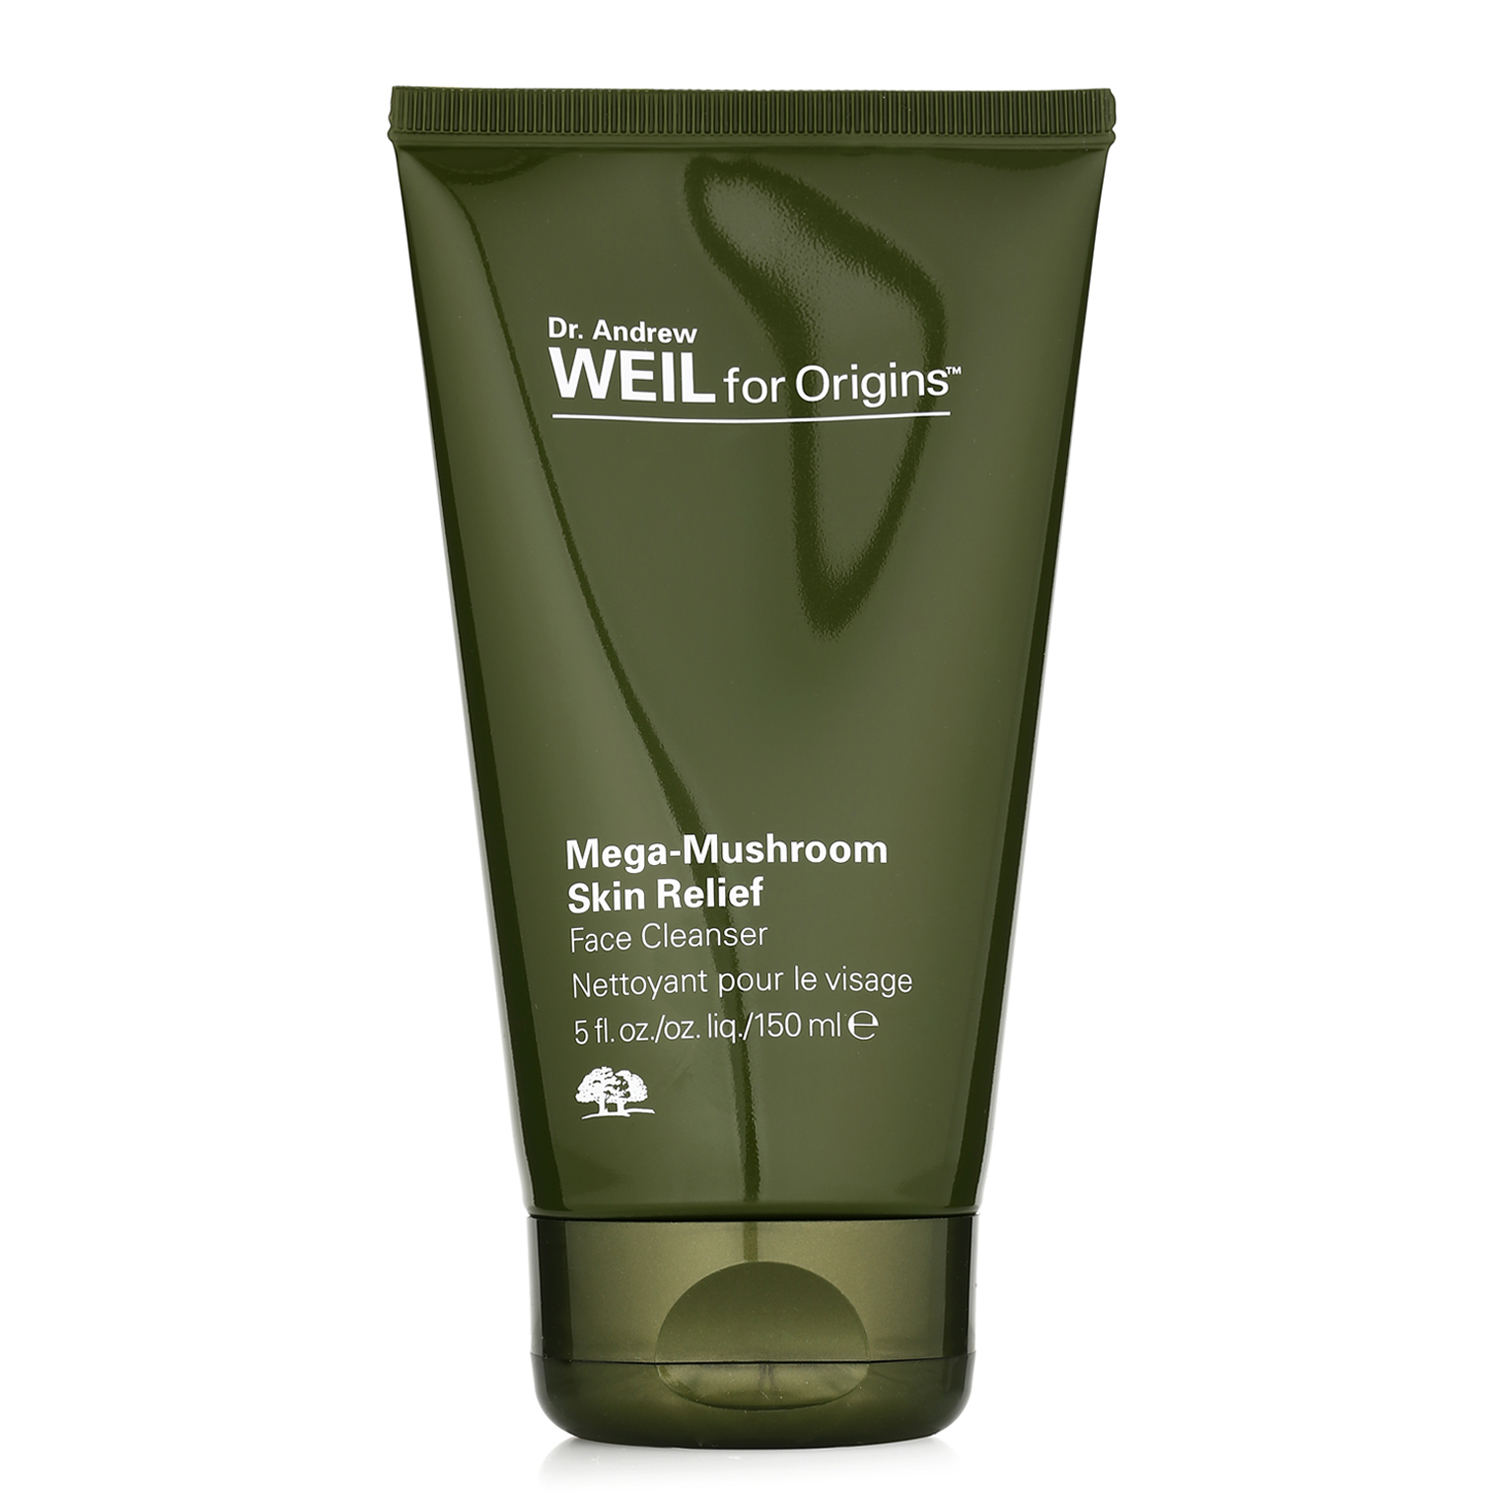 Dr. Andrew
WEIL for Origins™
Mega-Mushroom
Skin Relief
Face Cleanser
Nettoyant pour le visage
5 fl. oz./oz. liq./150 ml ℮